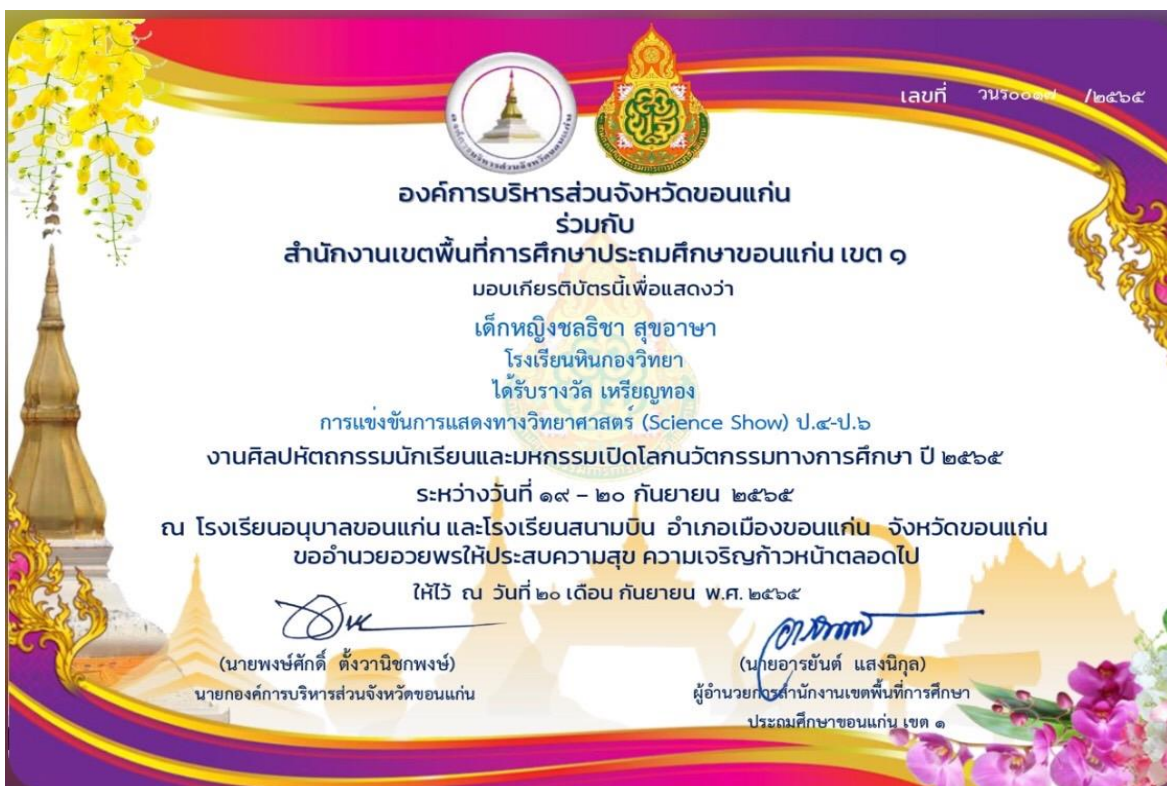 เลขที่ วนร๐๐๑๗ /๒๕๖๕
องค์การบริหารส่วนจังหวัดขอนแก่น
องค์การบริหารส่วนจังหวัดขอนแก่น
ร่วมกับ
สำนักงานเขตพื้นที่การศึกษาประถมศึกษาขอนแก่น เขต ๑
มอบเกียรติบัตรนี้เพื่อแสดงว่า
เด็กหญิงชลธิชา สุขอาษา
โรงเรียนหินกองวิทยา
ได้รับรางวัล เหรียญทอง
การแข่งขันการแสดงทางวิทยาศาสตร์ (Science Show) ป.๔-ป.๖
งานศิลปหัตถกรรมนักเรียนและมหกรรมเปิดโลกนวัตกรรมทางการศึกษา ปี ๒๕๖๕
ระหว่างวันที่ ๑๙ – ๒๐ กันยายน ๒๕๖๕
ณ โรงเรียนอนุบาลขอนแก่น และโรงเรียนสนามบิน อำเภอเมืองขอนแก่น จังหวัดขอนแก่น
ขออำนวยอวยพรให้ประสบความสุข ความเจริญก้าวหน้าตลอดไป
ให้ไว้ ณ วันที่ ๒๐ เดือน กันยายน พ.ศ. ๒๕๖๕
(นายพงษ์ศักดิ์ ตั้งวานิชกพงษ์)
นายกองค์การบริหารส่วนจังหวัดขอนแก่น
(นายอารยันต์ แสงนิกุล)
ผู้อำนวยการสำนักงานเขตพื้นที่การศึกษา
ประถมศึกษาขอนแก่น เขต ๑